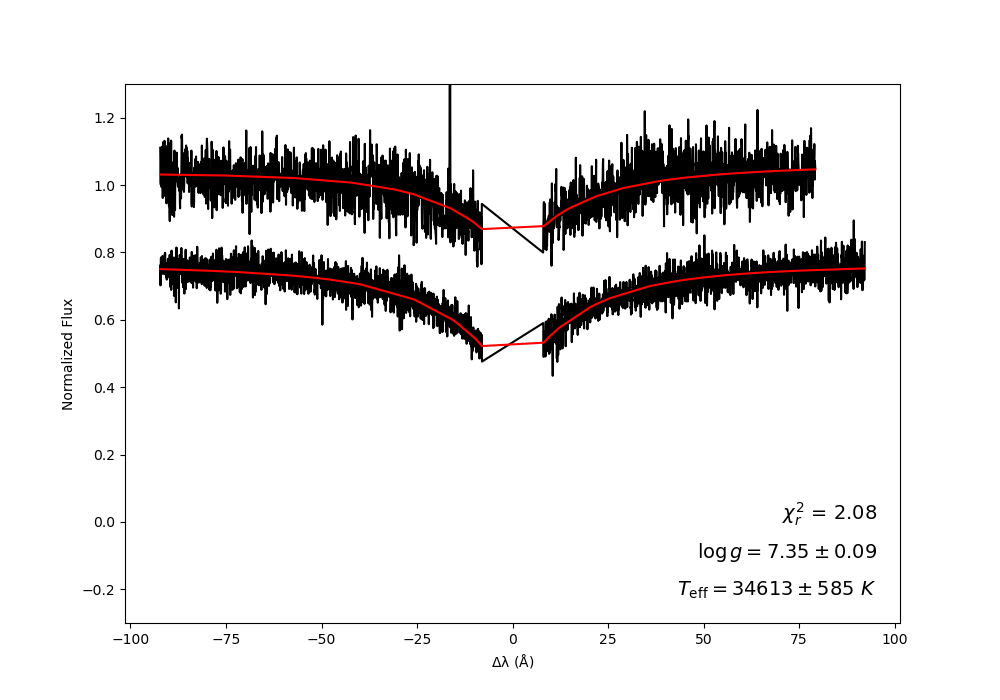 1.2
1.0
0.8
0.6
0.4
0.2
0.0
−0.2
Normalized Flux
χ²ᵣ = 2.08
log g = 7.35 ± 0.09
T_eff = 34613 ± 585 K
−100 −75 −50 −25 0 25 50 75 100
Δλ (Å)